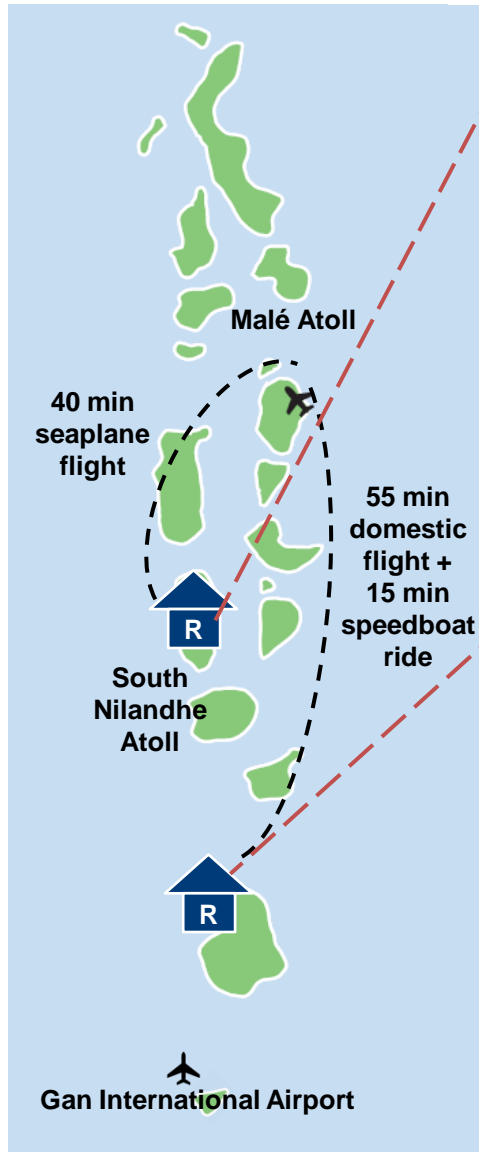 Malé Atoll
40 min
seaplane
flight
55 min
domestic
flight +
15 min
speedboat
ride
R
South
Nilandhe
Atoll
R
Gan International Airport